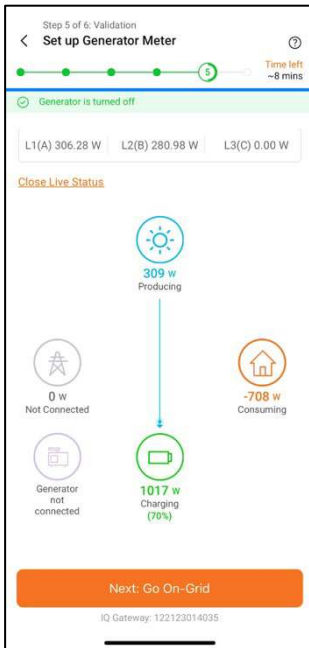 Step 5 of 6: Validation
Set up Generator Meter
?
5
Time left
~8 mins
Generator is turned off
L1(A) 306.28 W L2(B) 280.98 W L3(C) 0.00 W
Close Live Status
309 W
Producing
0 W
Not Connected
-708 W
Consuming
Generator
not
connected
1017 W
Charging
(70%)
Next: Go On-Grid
IQ Gateway: 122123014035